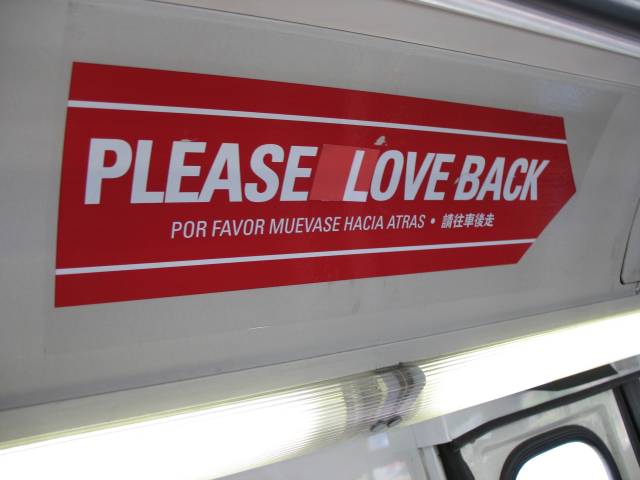 PLEASE LOVE BACK
POR FAVOR MUEVASE HACIA ATRAS • 請往車後走